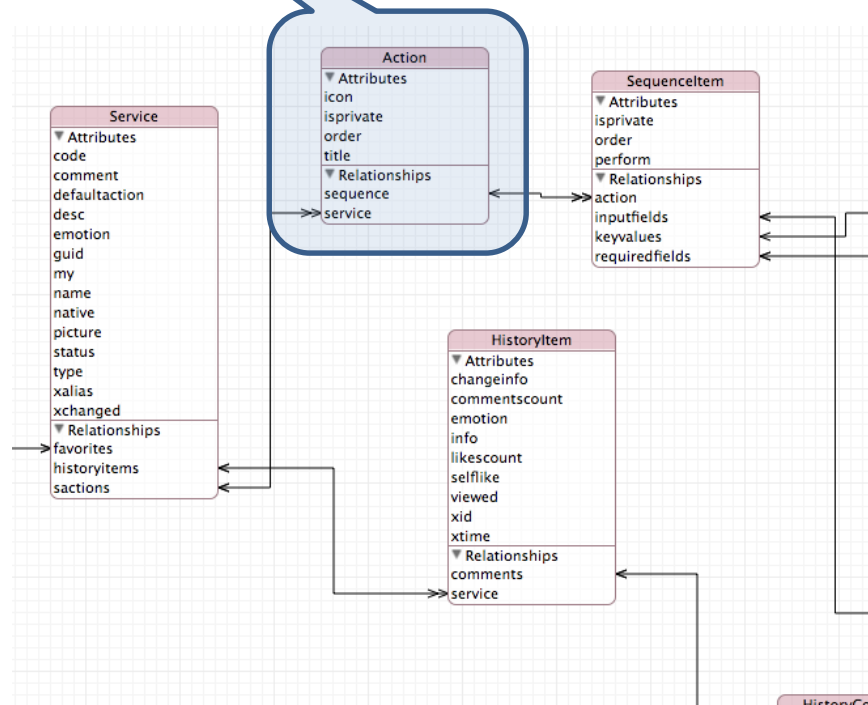 Action
Attributes
icon
isprivate
order
title
Relationships
sequence
service
SequenceItem
Attributes
isprivate
order
perform
Relationships
action
inputfields
keyvalues
requiredfields
Service
Attributes
code
comment
defaultaction
desc
emotion
guid
my
name
native
picture
status
type
xalias
xchanged
Relationships
favorites
historyitems
sactions
HistoryItem
Attributes
changeinfo
commentscount
emotion
info
likescount
selflike
viewed
xid
xtime
Relationships
comments
service